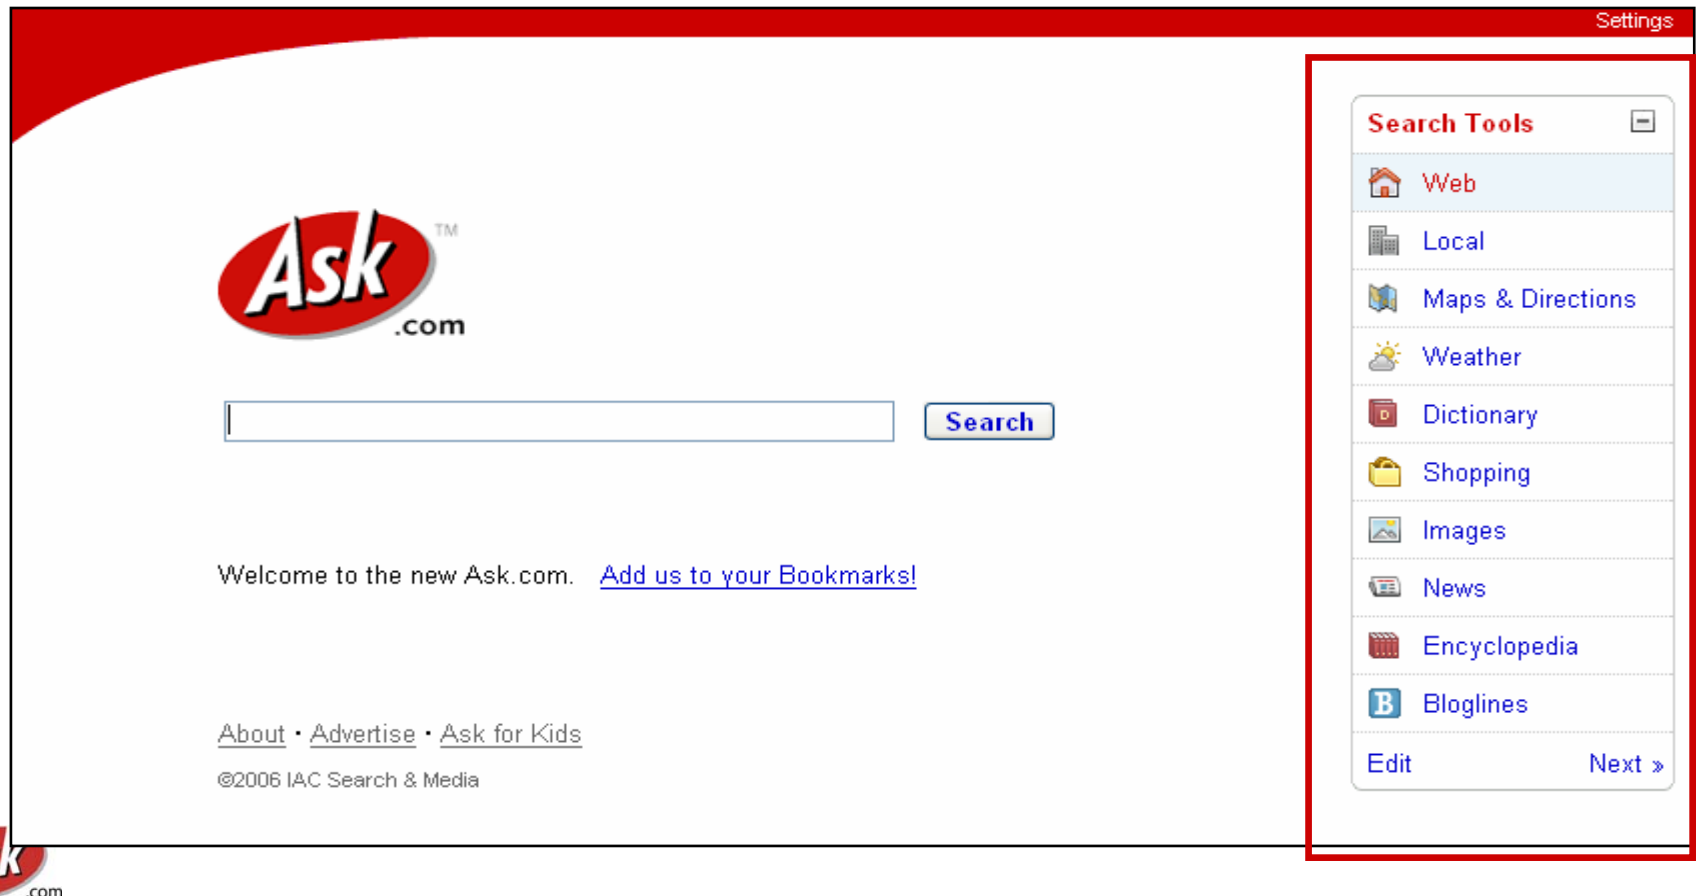 Settings
Search Tools
Web
Local
Maps & Directions
Weather
D
Dictionary
Shopping
Images
News
Encyclopedia
B Bloglines
Edit Next »
Ask TM
.com
Search
Welcome to the new Ask.com. Add us to your Bookmarks!
About · Advertise · Ask for Kids
©2006 IAC Search & Media
k
.com